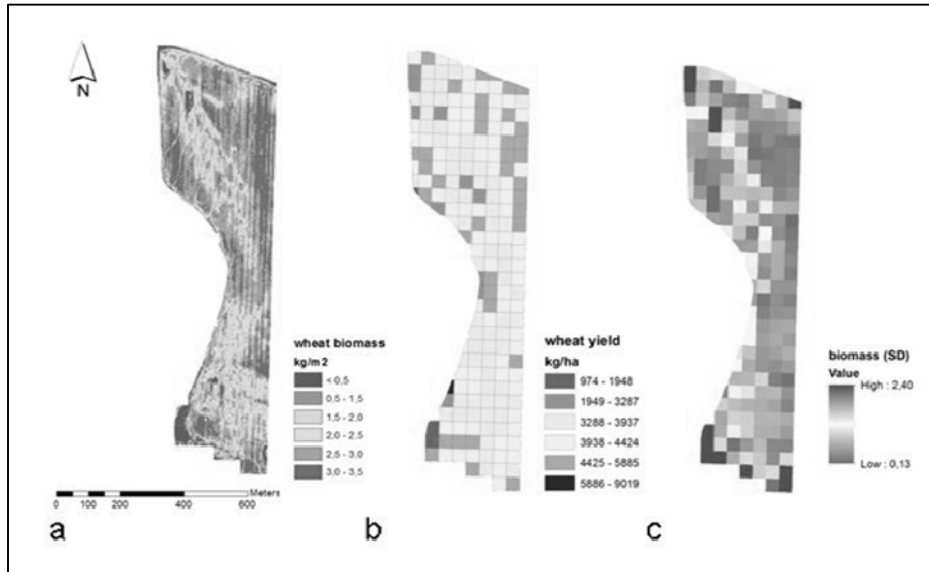 N
wheat biomass
kg/m2
< 0,5
0,5 - 1,5
1,5 - 2,0
2,0 - 2,5
2,5 - 3,0
3,0 - 3,5
Meters
0 100 200 400 600
a
wheat yield
kg/ha
974 - 1948
1949 - 3287
3288 - 3937
3938 - 4424
4425 - 5885
5886 - 9019
b
biomass (SD)
Value
High : 2,40
Low : 0,13
c